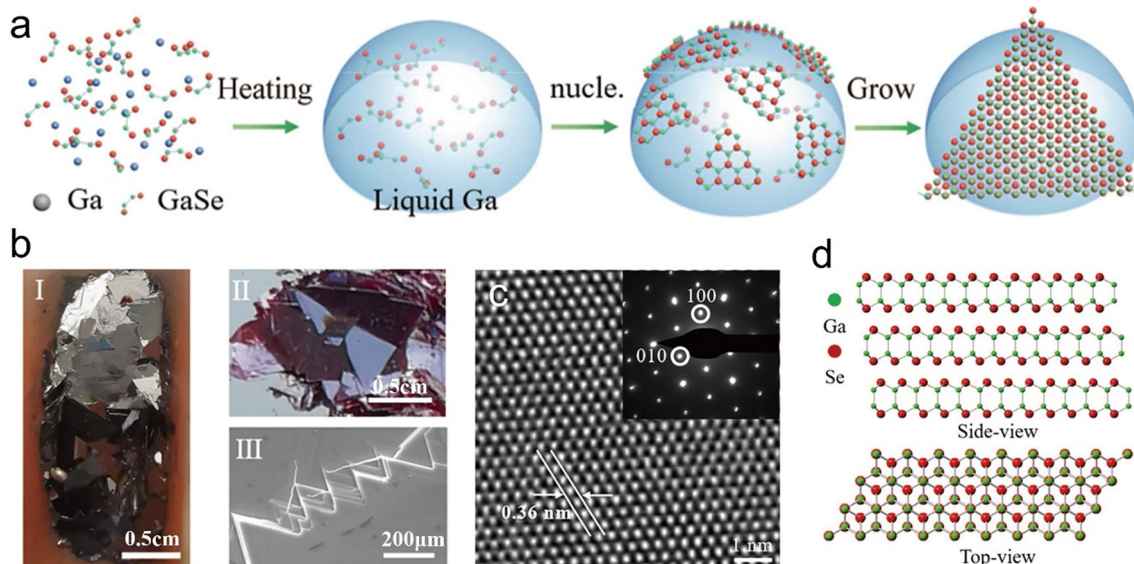 a
Heating
nucle.
Grow
Ga
GaSe
Liquid Ga
b
I
0.5cm
II
0.5cm
III
200μm
c
100
010
0.36 nm
1 nm
d
Ga
Se
Side-view
Top-view